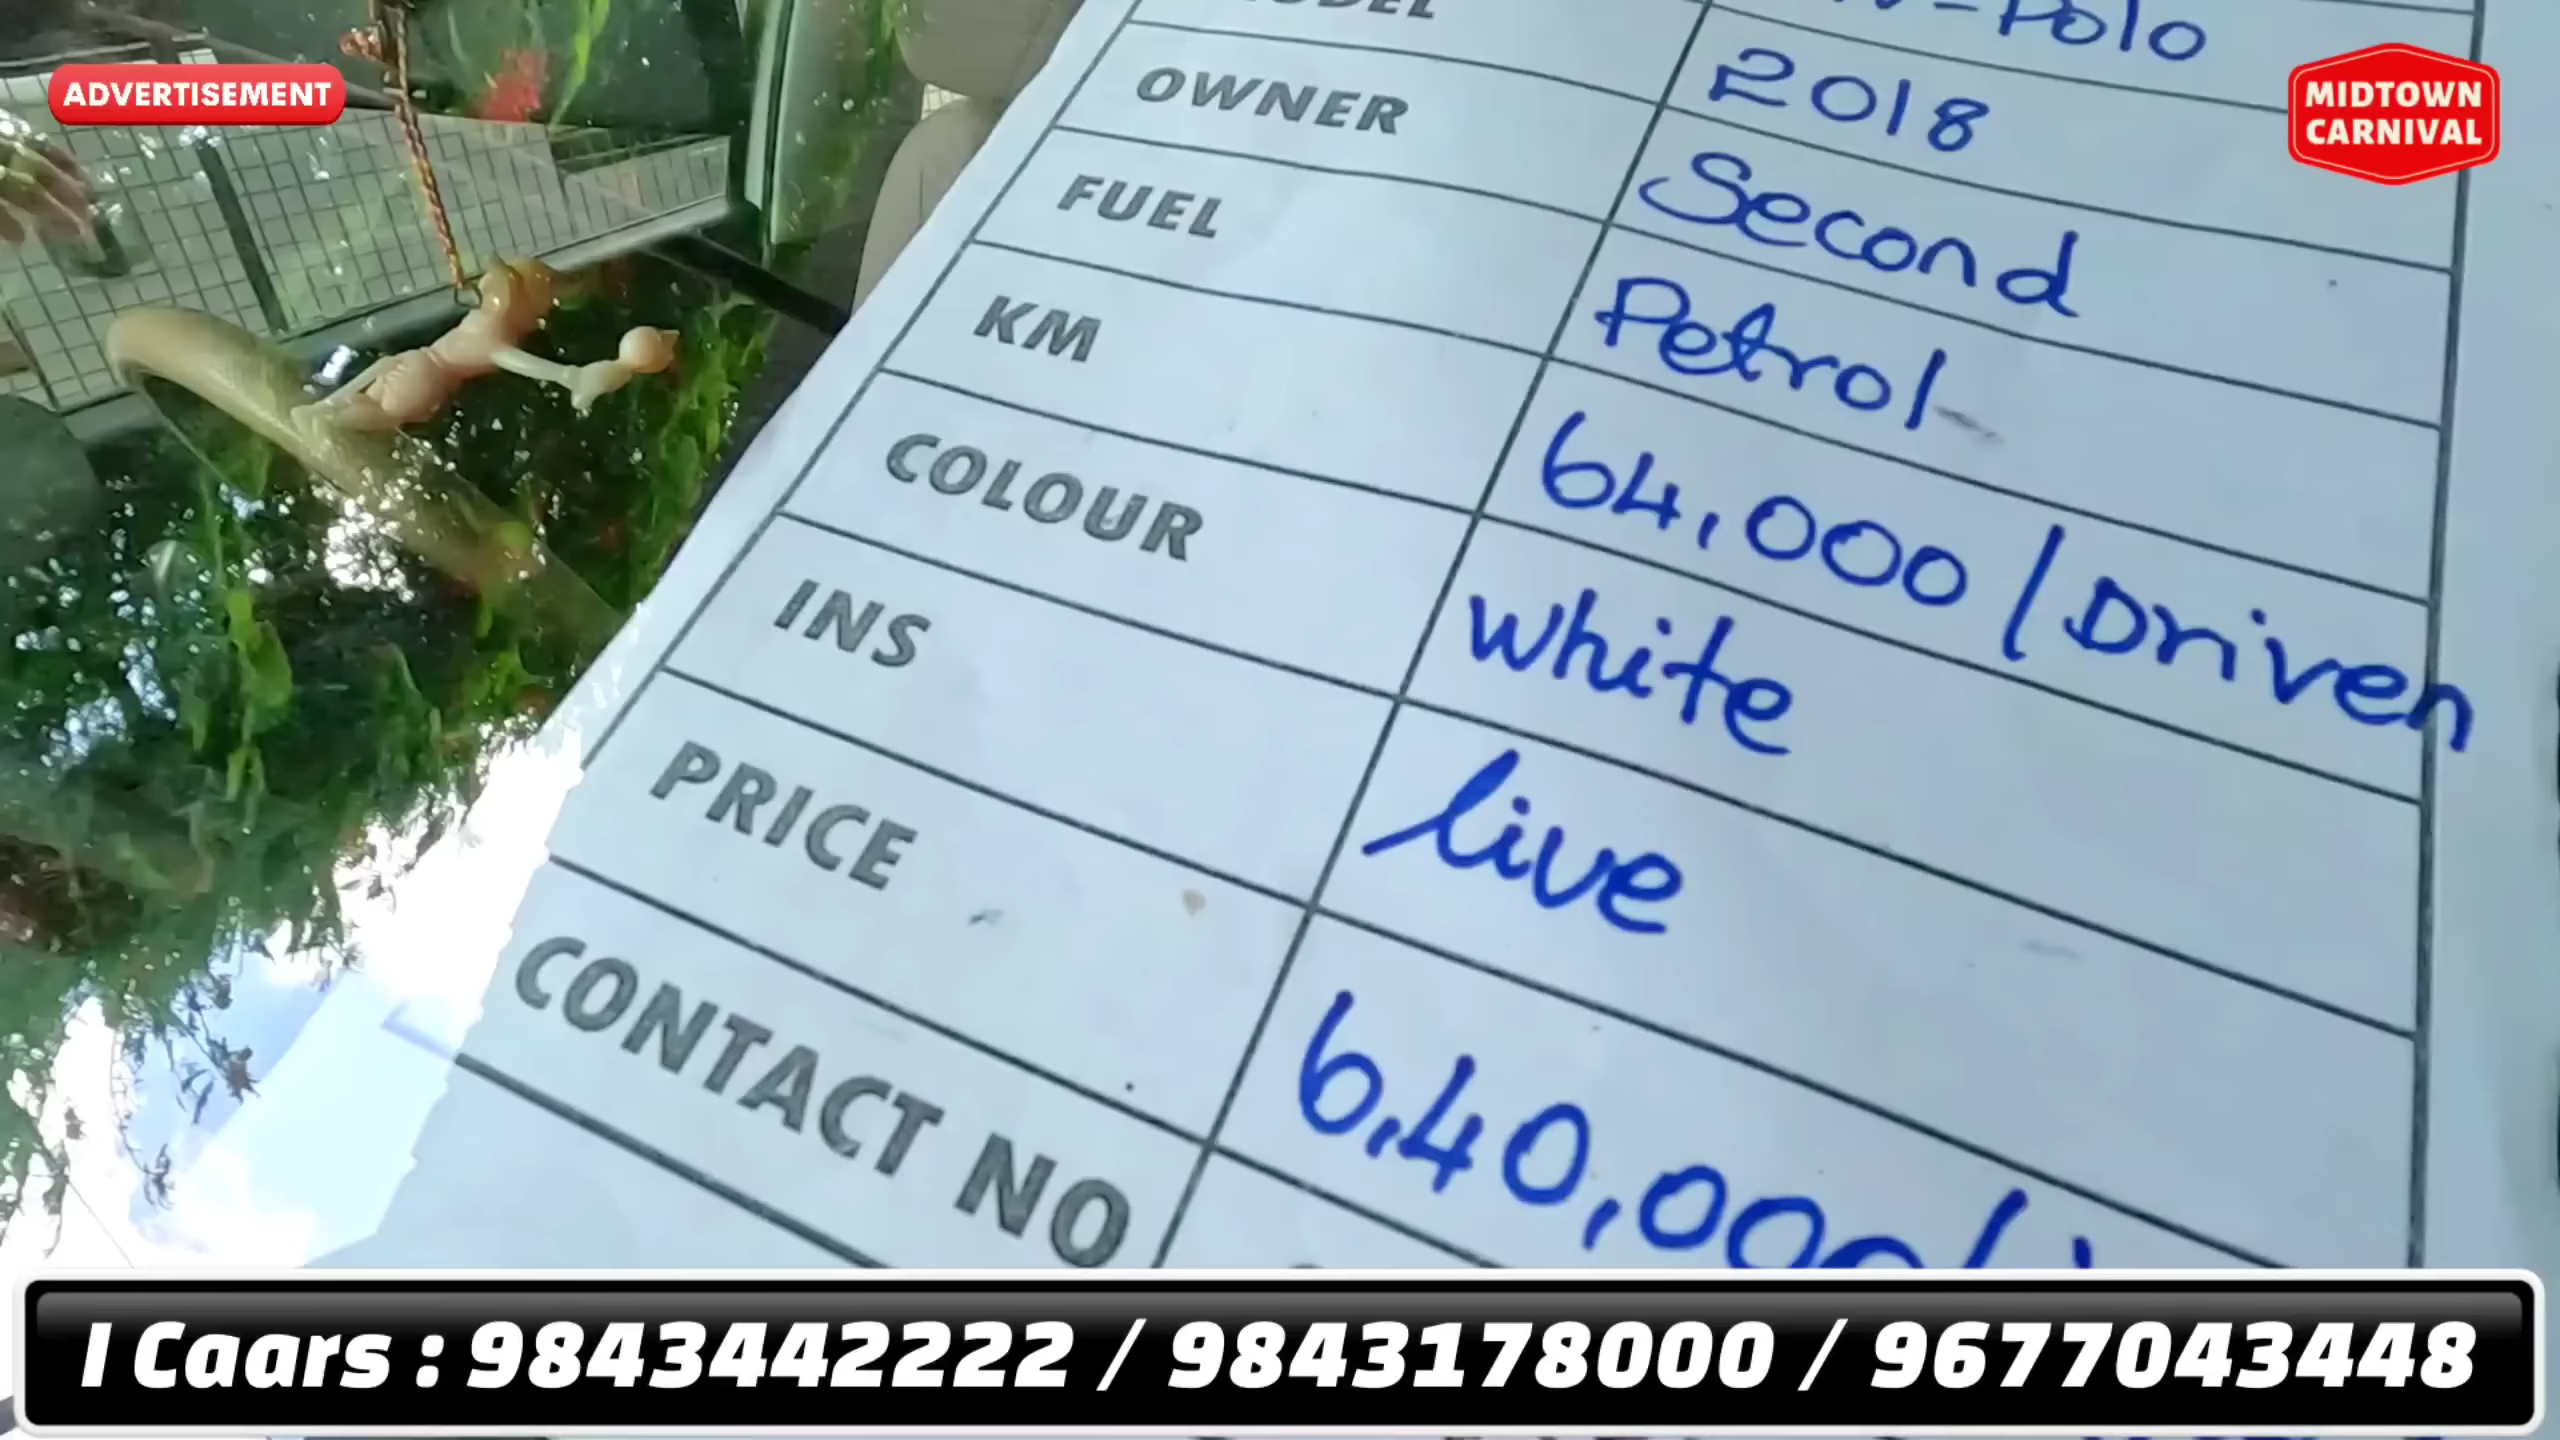 ADVERTISEMENT
MIDTOWN
CARNIVAL
MODEL 2018
OWNER Second
FUEL Petrol
KM 64,000/Driven
COLOUR white
INS live
PRICE 6,40,000/
CONTACT NO
I Caars : 9843442222 / 9843178000 / 9677043448